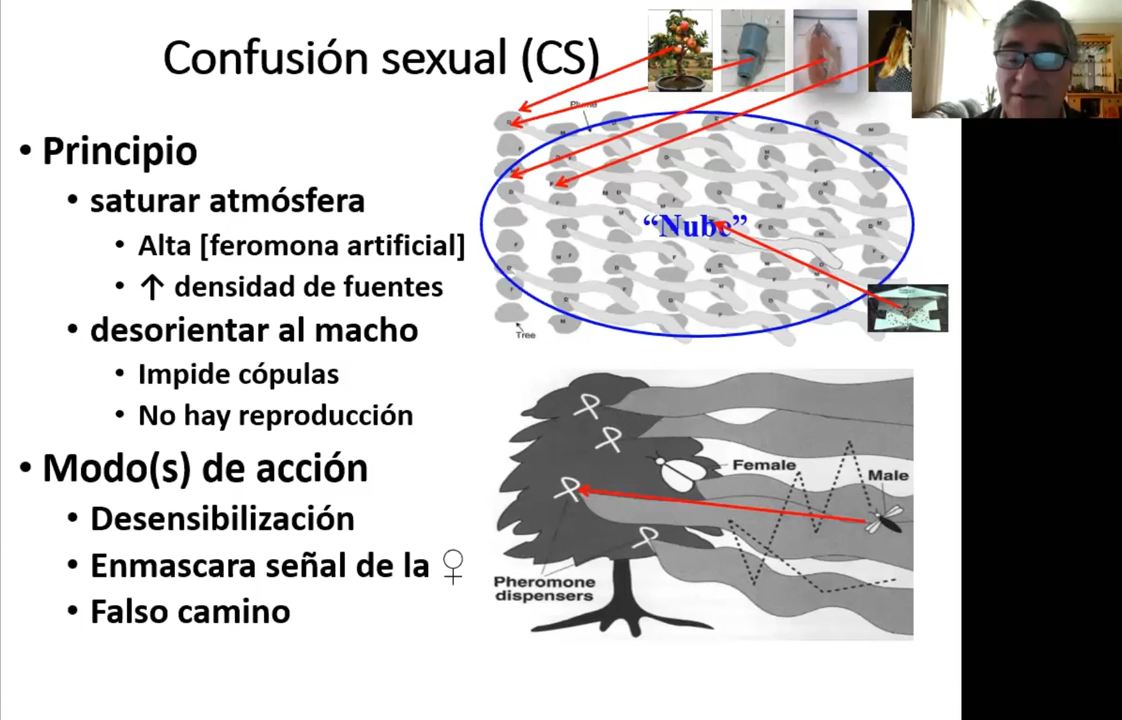 Confusión sexual (CS)
• Principio
• saturar atmósfera
• Alta [feromona artificial]
• ↑ densidad de fuentes
• desorientar al macho
• Impide cópulas
• No hay reproducción
• Modo(s) de acción
• Desensibilización
• Enmascara señal de la ♀
• Falso camino
Plume
“Nube”
Tree
Female
Male
Pheromone
dispensers